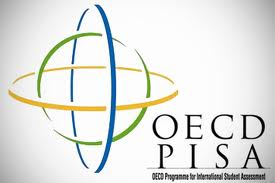 OECD
PISA
OECD Programme for International Student Assessment